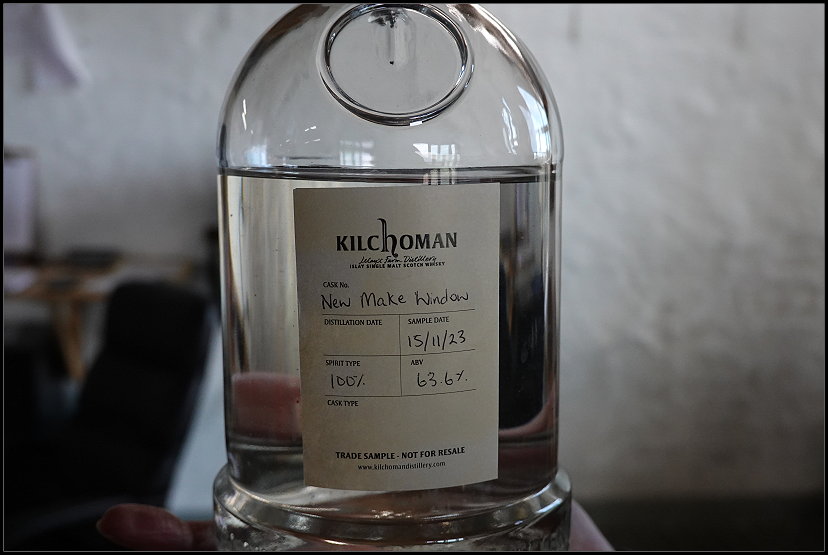 KILCHOMAN
Islay's Farm Distillery
ISLAY SINGLE MALT SCOTCH WHISKY
CASK No.
New Make Window
DISTILLATION DATE
SAMPLE DATE
15/11/23
SPIRIT TYPE
100%
ABV
63.6%.
CASK TYPE
TRADE SAMPLE - NOT FOR RESALE
www.kilchomandistillery.com